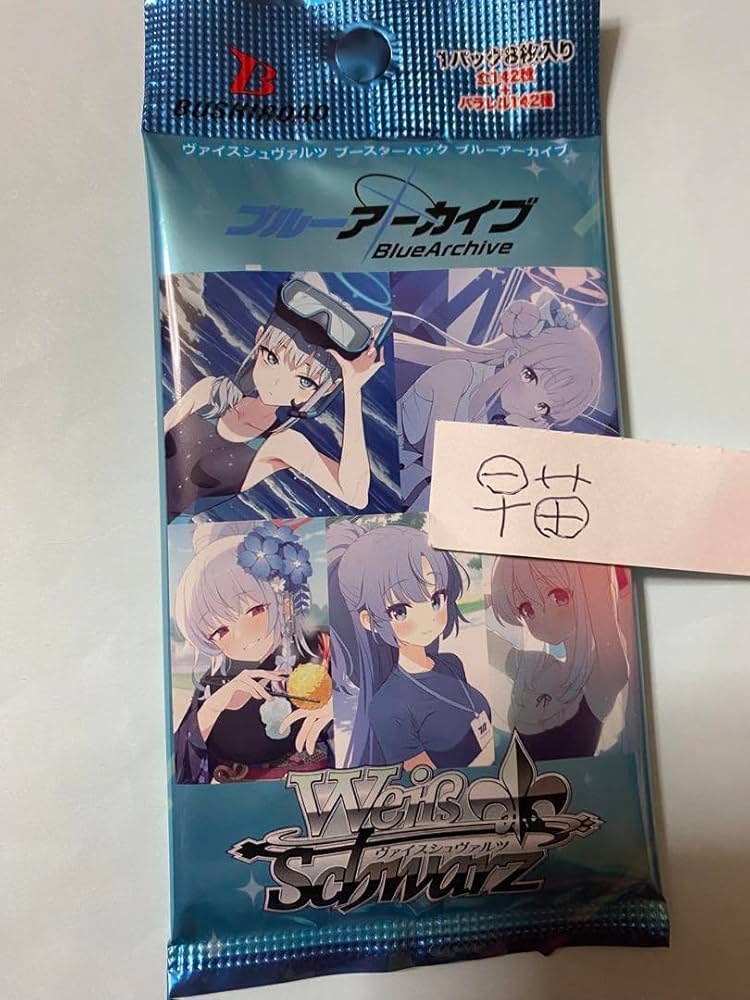 1パック8枚入り
全142種
+
パラレル142種
BUSHIROAD
ヴァイスシュヴァルツ ブースターパック ブルーアーカイブ
ブルーアーカイブ
BlueArchive
早苗
Weiß
ヴァイスシュヴァルツ
Schwarz